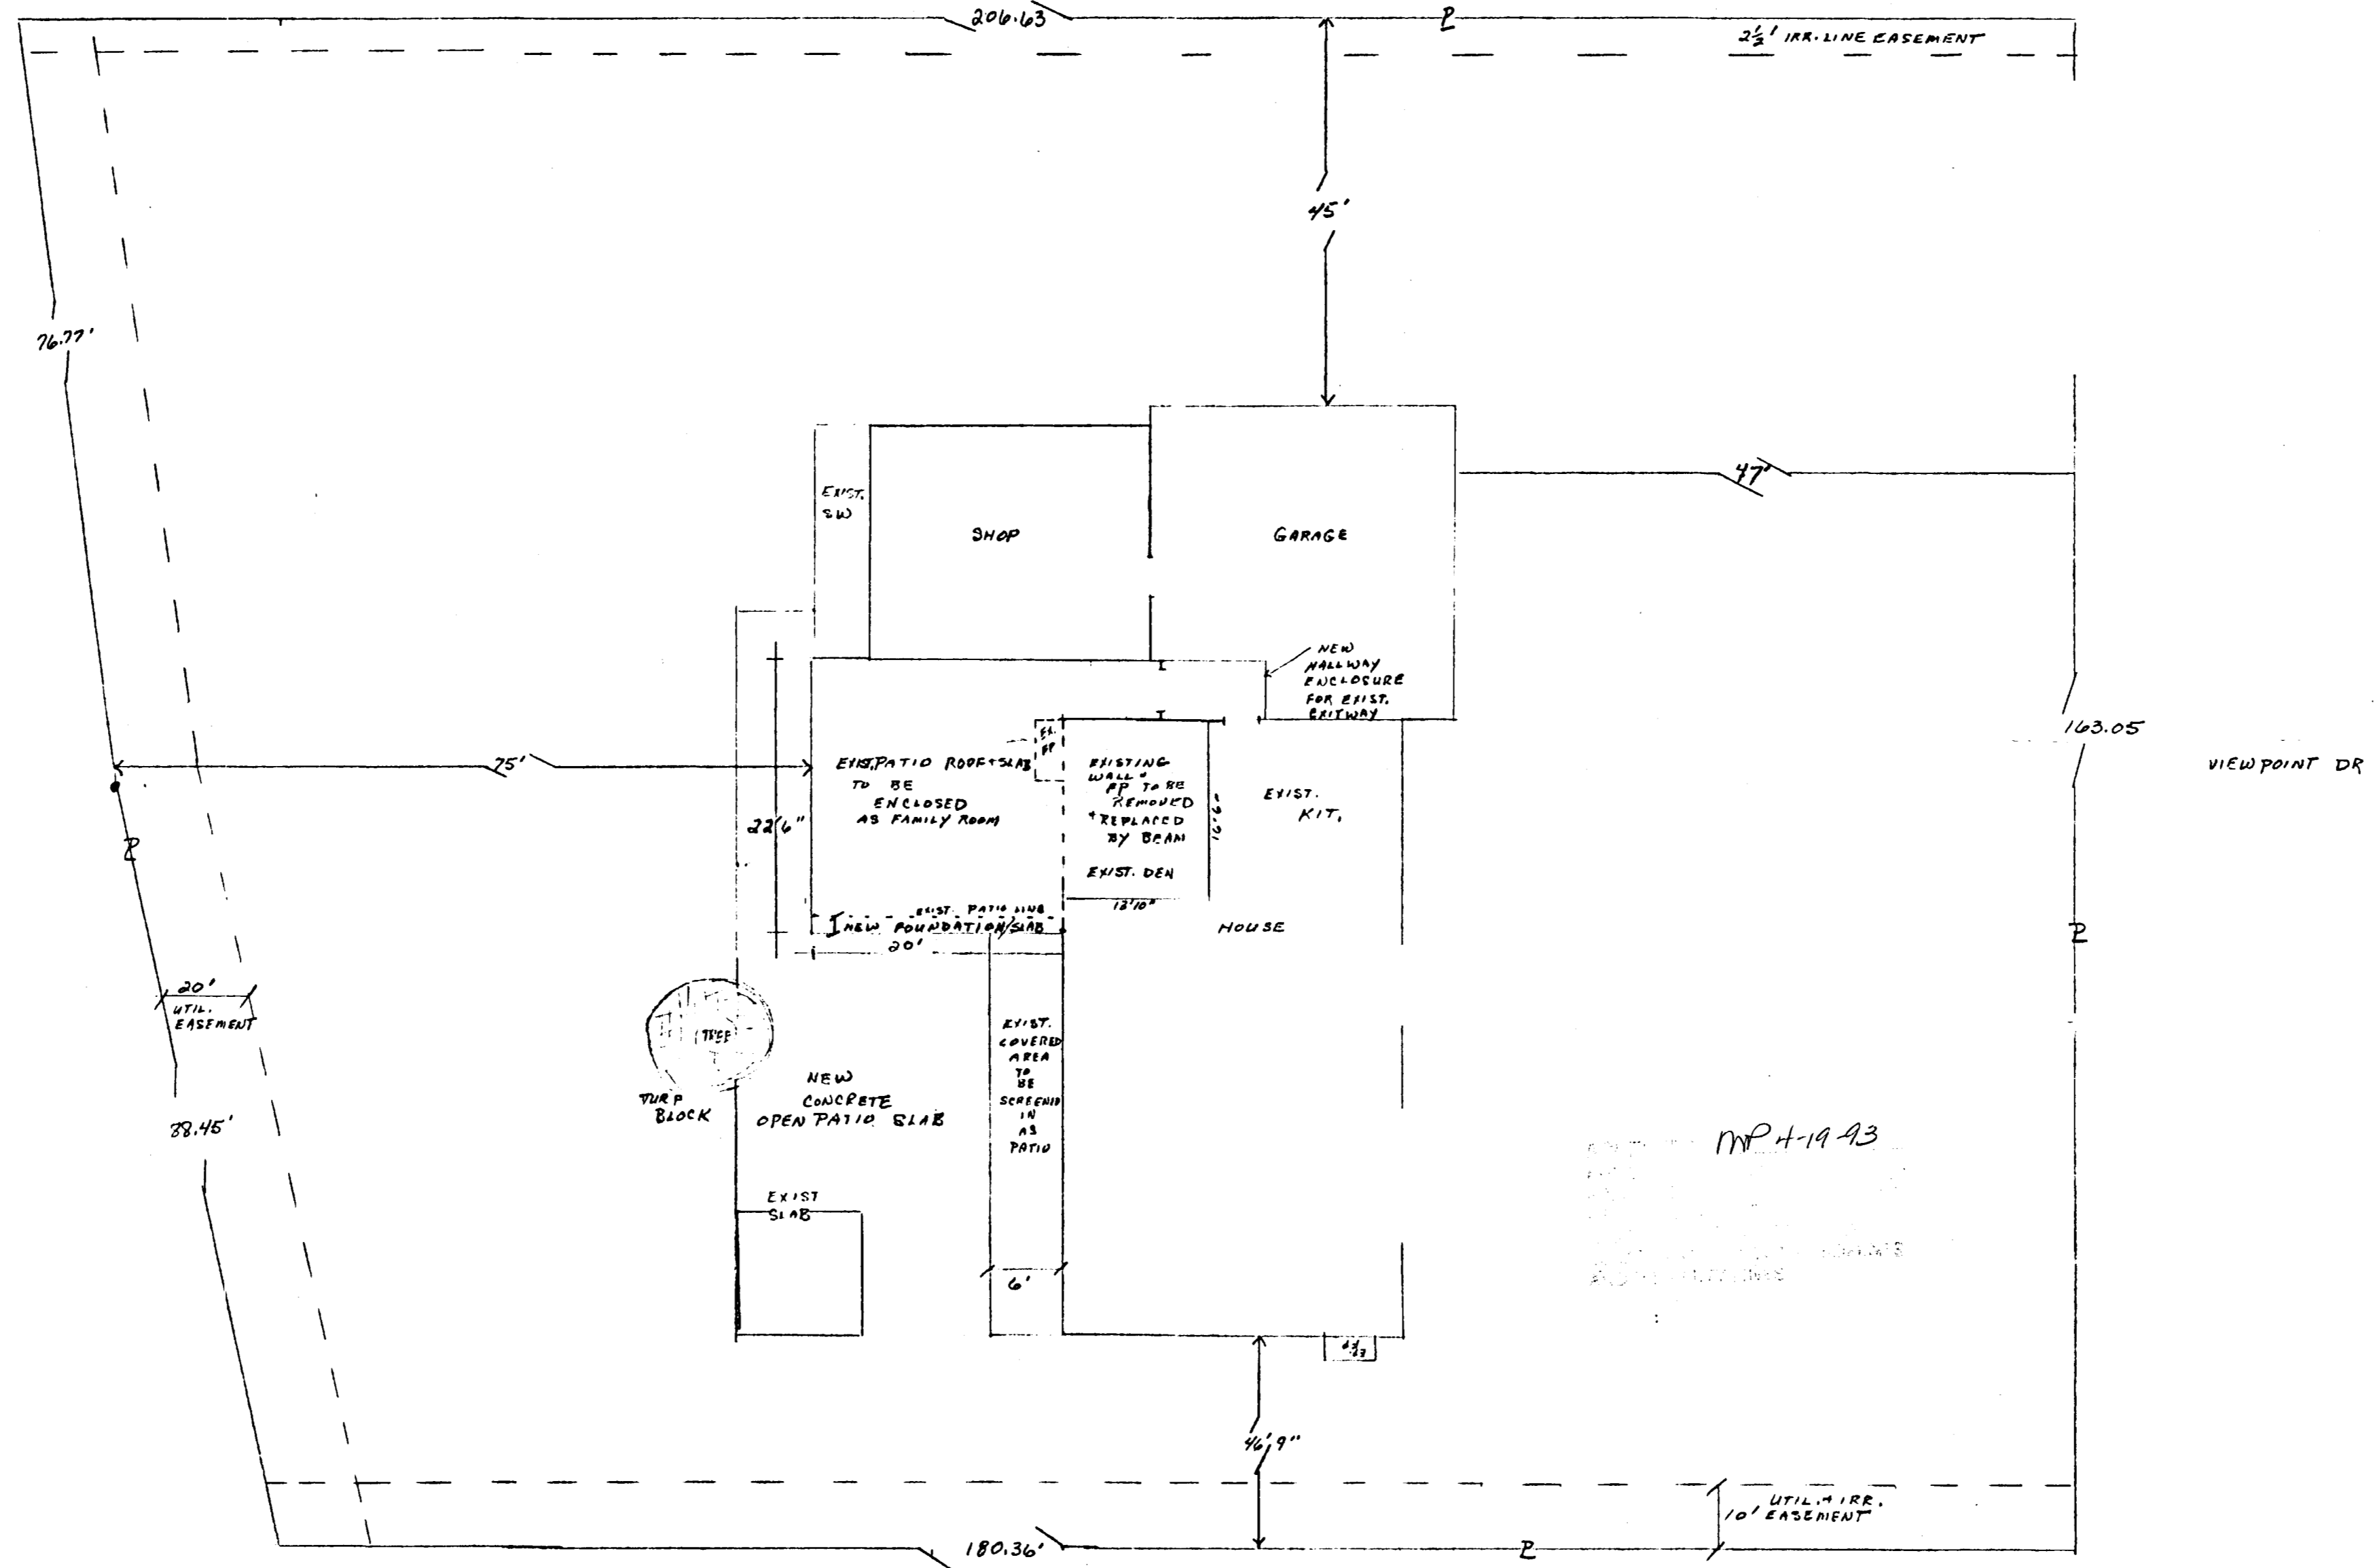 206.63
P
2½' IRR. LINE EASEMENT
45'
76.77'
47'
EXIST.
SW
SHOP
GARAGE
NEW
HALLWAY
ENCLOSURE
FOR EXIST.
EXITWAY
163.05
VIEWPOINT DR
75'
EXIST. PATIO ROOF + SLAB
TO BE
ENCLOSED
AS FAMILY ROOM
EX.
FP
EXISTING
WALL +
FP TO BE
REMOVED
+ REPLACED
BY BEAM
EXIST. DEN
EXIST.
KIT.
22'6"
P
EXIST. PATIO LINE
NEW FOUNDATION/SLAB
20'
HOUSE
P
20'
UTIL.
EASEMENT
TREE
TURF
BLOCK
NEW
CONCRETE
OPEN PATIO SLAB
EXIST.
COVERED
AREA
TO
BE
SCREENED
IN
AS
PATIO
88.45'
MP 4-19-93
EXIST
SLAB
6'
46'9"
10'
UTIL. + IRR.
EASEMENT
180.36'
P